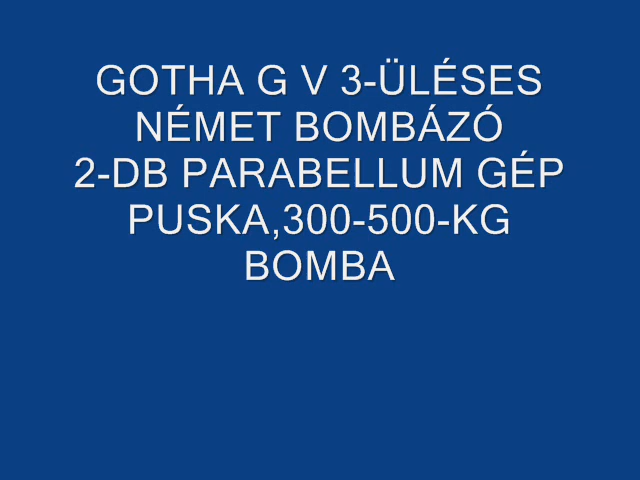 GOTHA G V 3-ÜLÉSES
NÉMET BOMBÁZÓ
2-DB PARABELLUM GÉP
PUSKA,300-500-KG
BOMBA